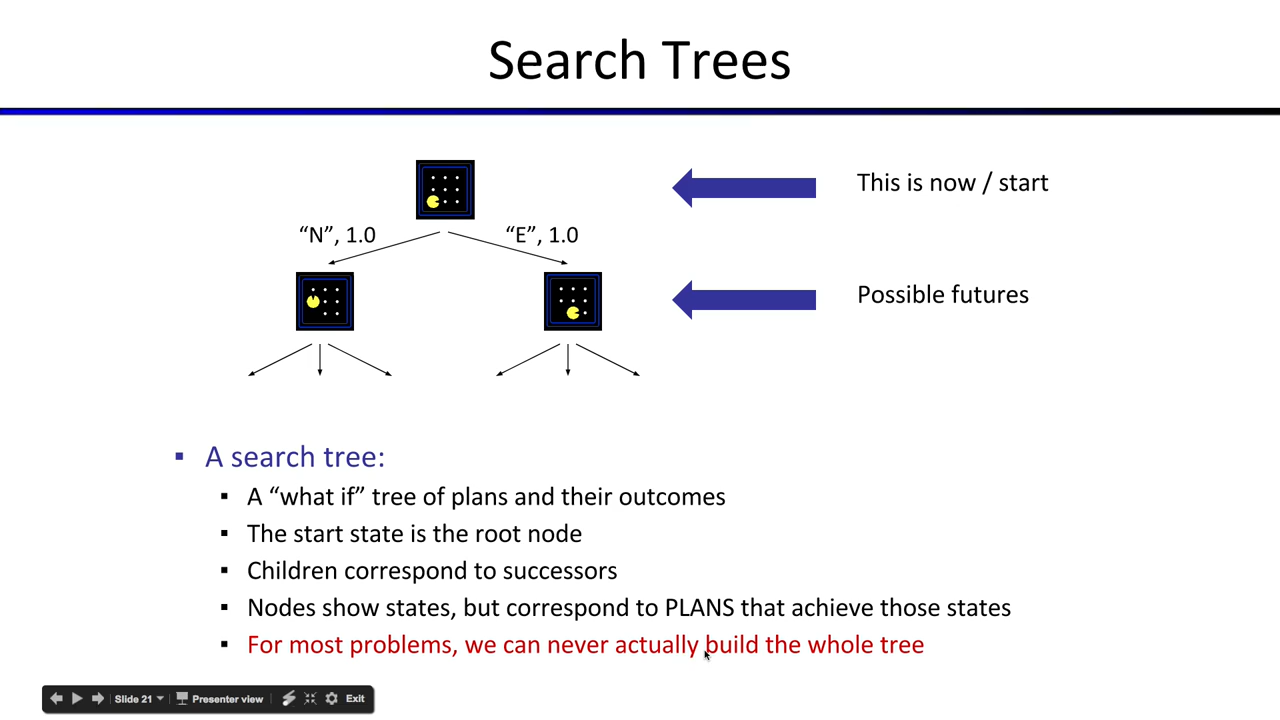 Search Trees
This is now / start
“N”, 1.0
“E”, 1.0
Possible futures
▪ A search tree:
▪ A “what if” tree of plans and their outcomes
▪ The start state is the root node
▪ Children correspond to successors
▪ Nodes show states, but correspond to PLANS that achieve those states
▪ For most problems, we can never actually build the whole tree
Slide 21 Presenter view Exit